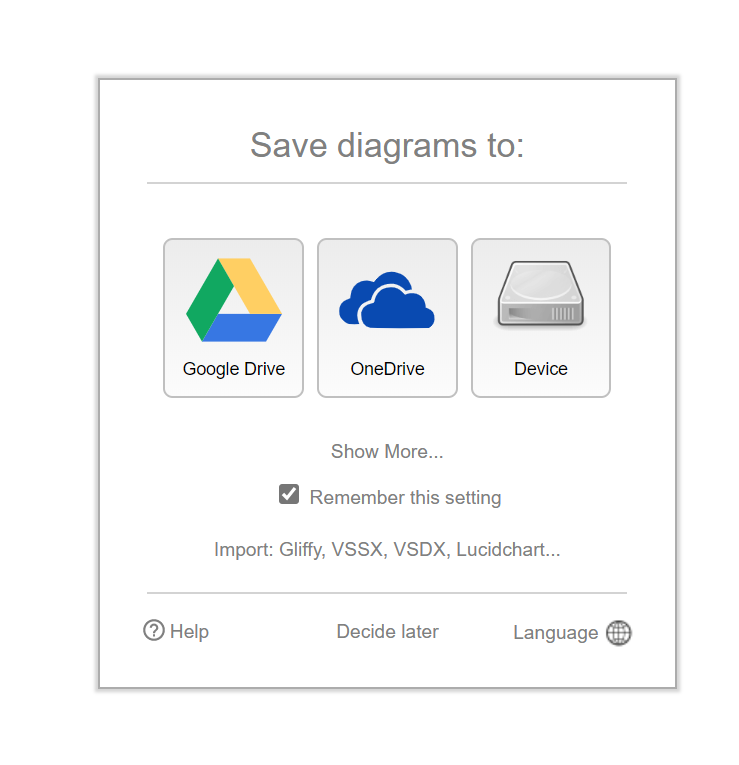 Save diagrams to:
Google Drive
OneDrive
Device
Show More...
Remember this setting
Import: Gliffy, VSSX, VSDX, Lucidchart...
Help
Decide later
Language